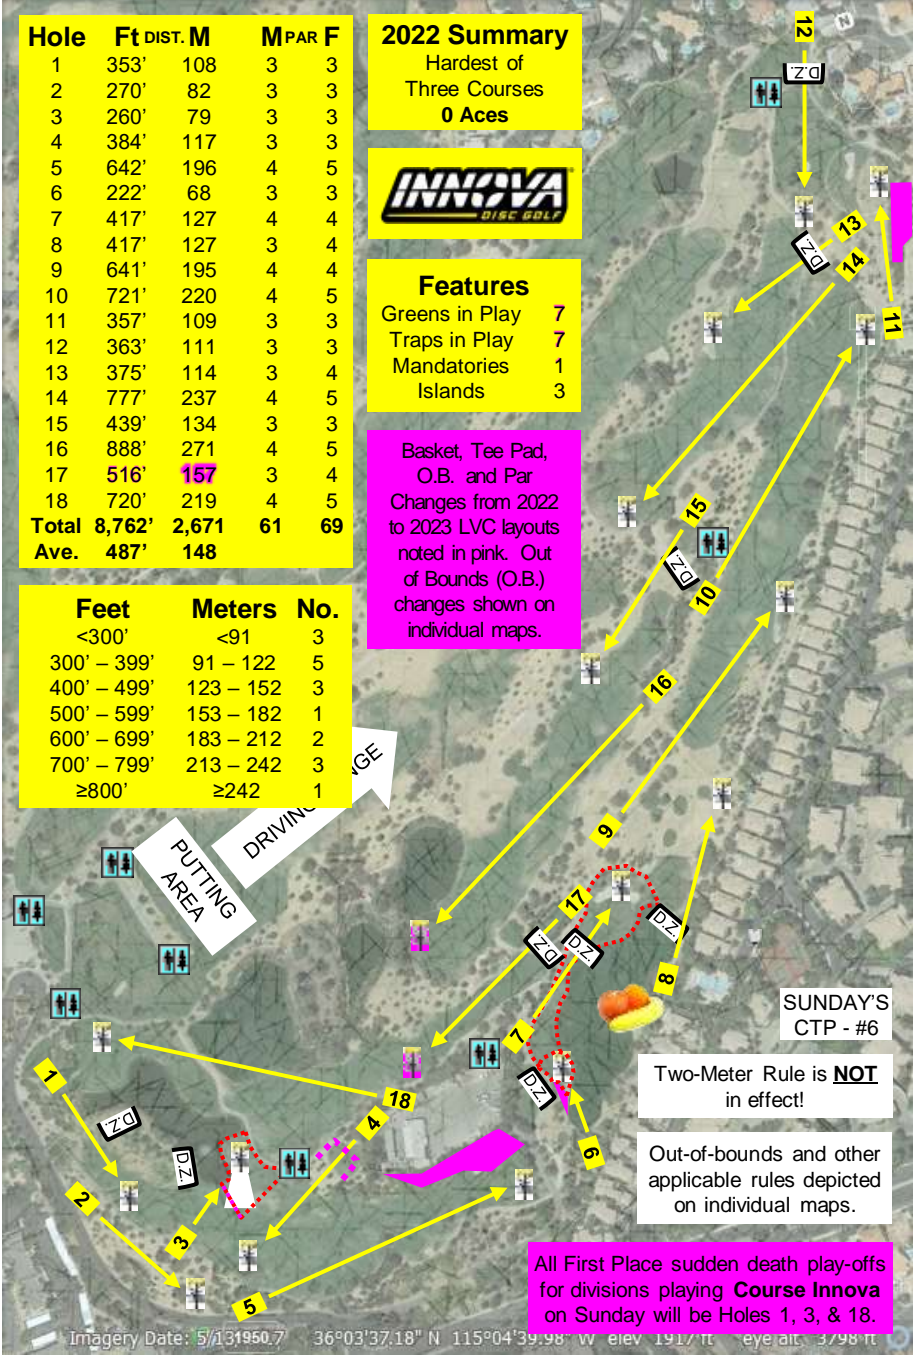 Hole Ft DIST. M M PAR F
1 353’ 108 3 3
2 270’ 82 3 3
3 260’ 79 3 3
4 384’ 117 3 3
5 642’ 196 4 5
6 222’ 68 3 3
7 417’ 127 4 4
8 417’ 127 3 4
9 641’ 195 4 4
10 721’ 220 4 5
11 357’ 109 3 3
12 363’ 111 3 3
13 375’ 114 3 4
14 777’ 237 4 5
15 439’ 134 3 3
16 888’ 271 4 5
17 516’ 157 3 4
18 720’ 219 4 5
Total 8,762’ 2,671 61 69
Ave. 487’ 148
Feet Meters No.
<300’ <91 3
300’ – 399’ 91 – 122 5
400’ – 499’ 123 – 152 3
500’ – 599’ 153 – 182 1
600’ – 699’ 183 – 212 2
700’ – 799’ 213 – 242 3
≥800’ ≥242 1
2022 Summary
Hardest of
Three Courses
0 Aces
INNOVA
DISC GOLF
Features
Greens in Play 7
Traps in Play 7
Mandatories 1
Islands 3
Basket, Tee Pad,
O.B. and Par
Changes from 2022
to 2023 LVC layouts
noted in pink. Out
of Bounds (O.B.)
changes shown on
individual maps.
12
N
D.Z.
13
D.Z.
14
11
15
D.Z.
10
16
9
DRIVING
NGE
PUTTING
AREA
17
D.Z.
D.Z.
D.Z.
8
7
SUNDAY’S
CTP - #6
1
18
D.Z.
4
D.Z.
D.Z.
6
2
3
5
Two-Meter Rule is NOT
in effect!
Out-of-bounds and other
applicable rules depicted
on individual maps.
All First Place sudden death play-offs
for divisions playing Course Innova
on Sunday will be Holes 1, 3, & 18.
Imagery Date: 5/13/1950.7 36°03'37.18" N 115°04'39.98" W elev 1917 ft eye alt 3798 ft